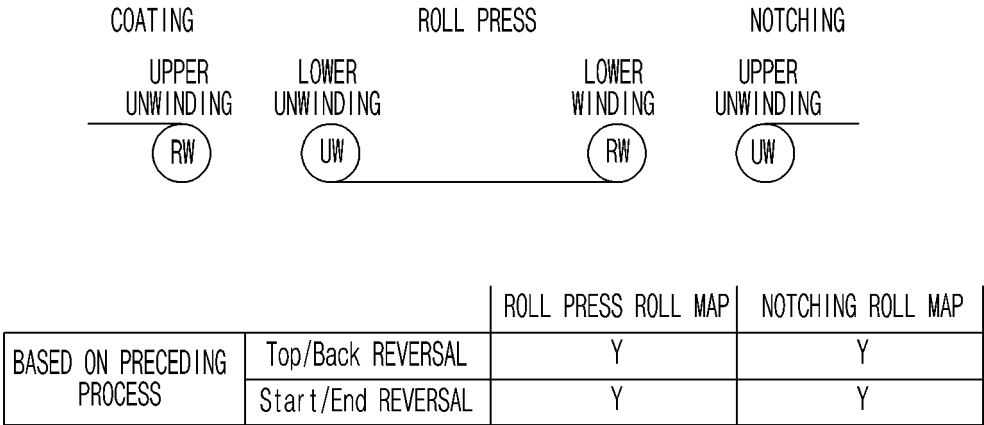 COATING
ROLL PRESS
NOTCHING
UPPER
UNWINDING
LOWER
UNWINDING
LOWER
WINDING
UPPER
UNWINDING
RW
UW
RW
UW
ROLL PRESS ROLL MAP
NOTCHING ROLL MAP
BASED ON PRECEDING
PROCESS
Top/Back REVERSAL
Y
Y
Start/End REVERSAL
Y
Y